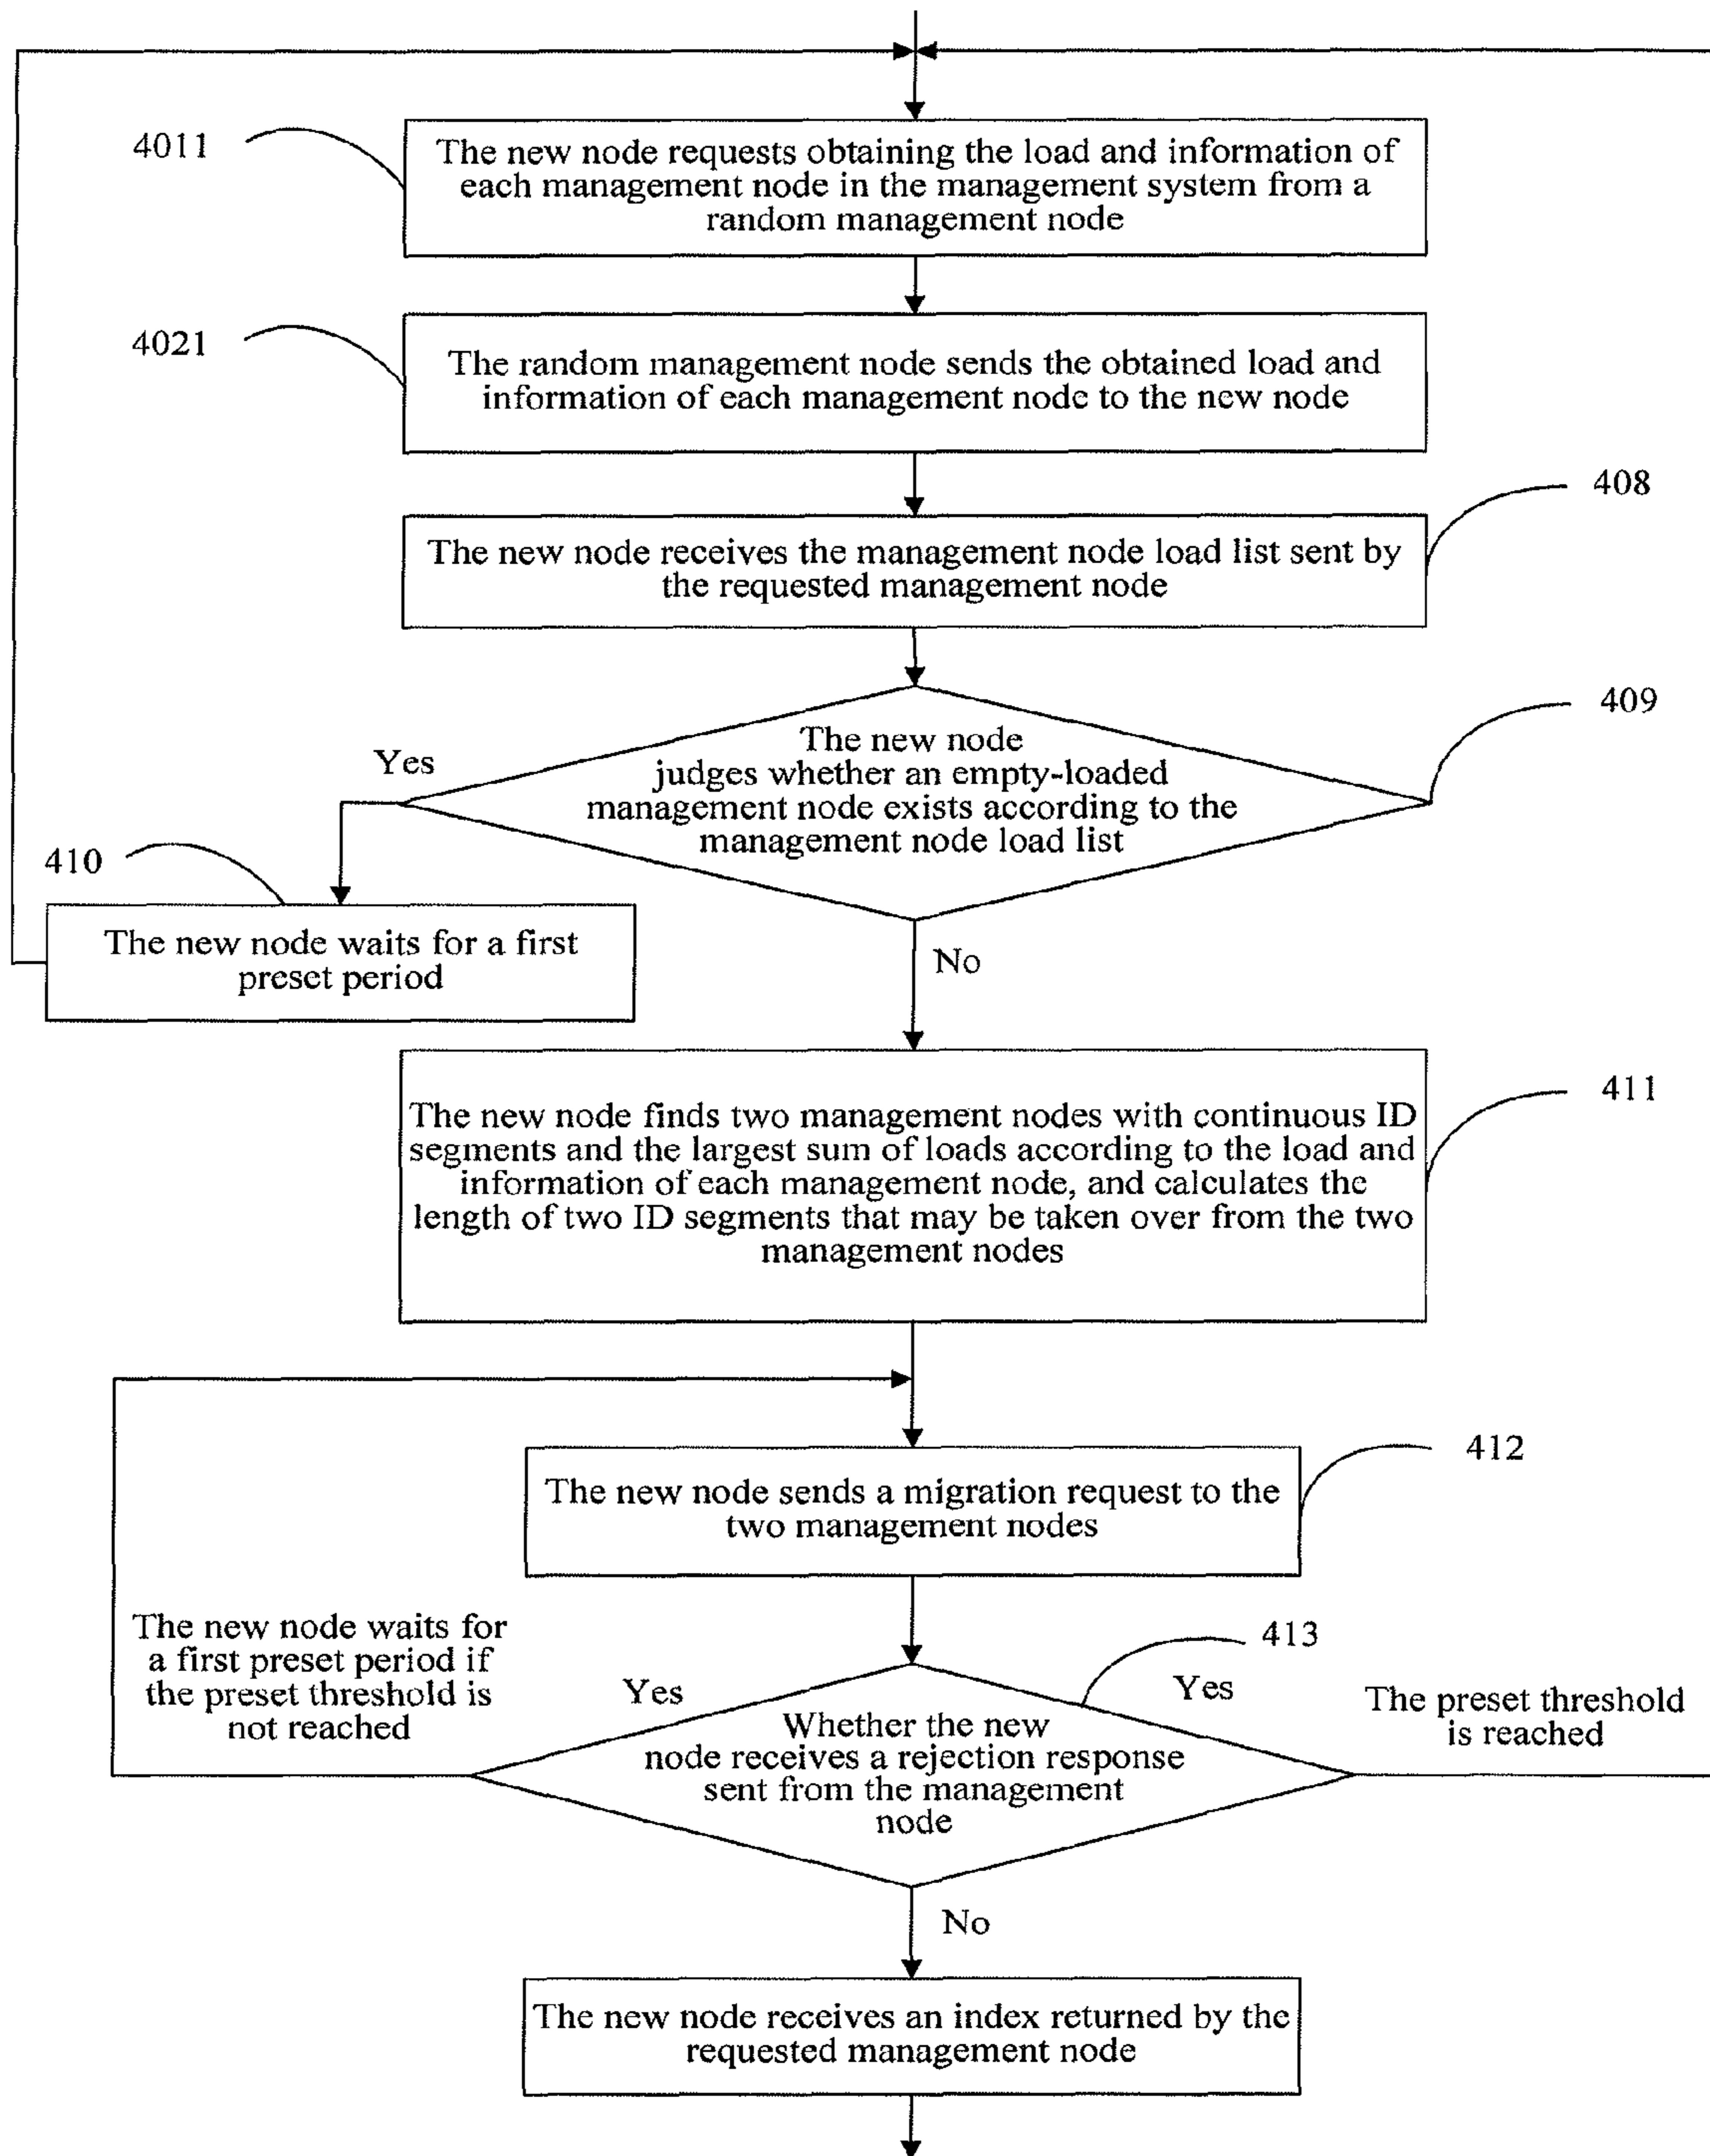 4011
The new node requests obtaining the load and information of
each management node in the management system from a
random management node
4021
The random management node sends the obtained load and
information of each management node to the new node
408
The new node receives the management node load list sent by
the requested management node
409
Yes
The new node
judges whether an empty-loaded
management node exists according to the
management node load list
410
The new node waits for a first
preset period
No
411
The new node finds two management nodes with continuous ID
segments and the largest sum of loads according to the load and
information of each management node, and calculates the
length of two ID segments that may be taken over from the two
management nodes
412
The new node sends a migration request to the
two management nodes
The new node waits for
a first preset period if
the preset threshold is
not reached
413
Yes
Yes
The preset threshold
is reached
Whether the new
node receives a rejection response
sent from the management
node
No
The new node receives an index returned by the
requested management node